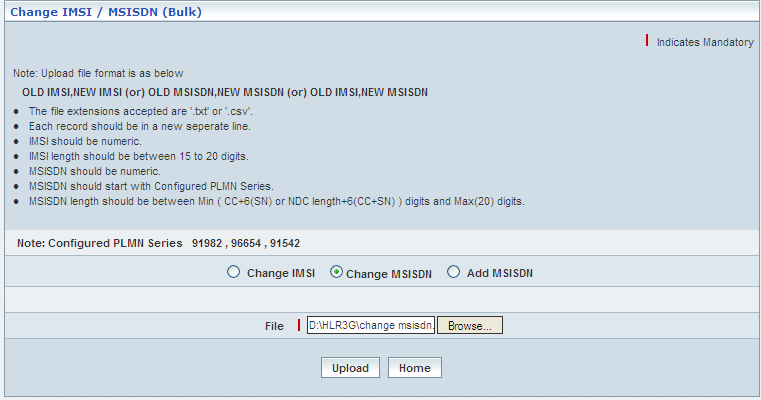 Change IMSI / MSISDN (Bulk)
Indicates Mandatory
Note: Upload file format is as below
OLD IMSI,NEW IMSI (or) OLD MSISDN,NEW MSISDN (or) OLD IMSI,NEW MSISDN
● The file extensions accepted are '.txt' or '.csv'.
● Each record should be in a new seperate line.
● IMSI should be numeric.
● IMSI length should be between 15 to 20 digits.
● MSISDN should be numeric.
● MSISDN should start with Configured PLMN Series.
● MSISDN length should be between Min ( CC+6(SN) or NDC length+6(CC+SN) ) digits and Max(20) digits.
Note: Configured PLMN Series 91982 , 96654 , 91542
Change IMSI Change MSISDN Add MSISDN
File D:\HLR3G\change msisdn. Browse...
Upload Home